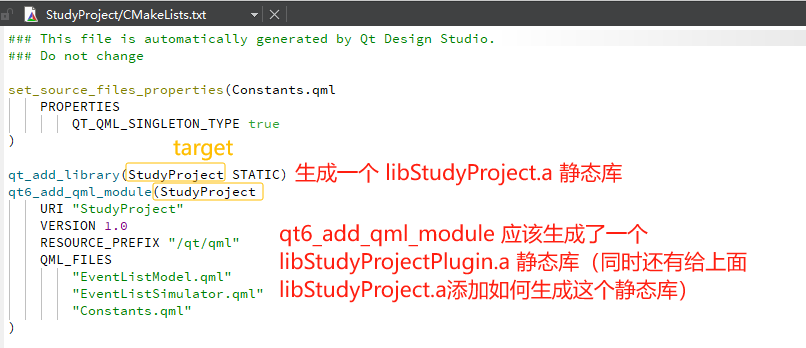 StudyProject/CMakeLists.txt
### This file is automatically generated by Qt Design Studio.
### Do not change
set_source_files_properties(Constants.qml
PROPERTIES
QT_QML_SINGLETON_TYPE true
)
target
qt_add_library(StudyProject STATIC) 生成一个 libStudyProject.a 静态库
qt6_add_qml_module(StudyProject
URI "StudyProject"
VERSION 1.0
RESOURCE_PREFIX "/qt/qml"
QML_FILES
"EventListModel.qml"
"EventListSimulator.qml"
"Constants.qml"
)
qt6_add_qml_module 应该生成了一个
libStudyProjectPlugin.a 静态库（同时还有给上面
libStudyProject.a添加如何生成这个静态库）